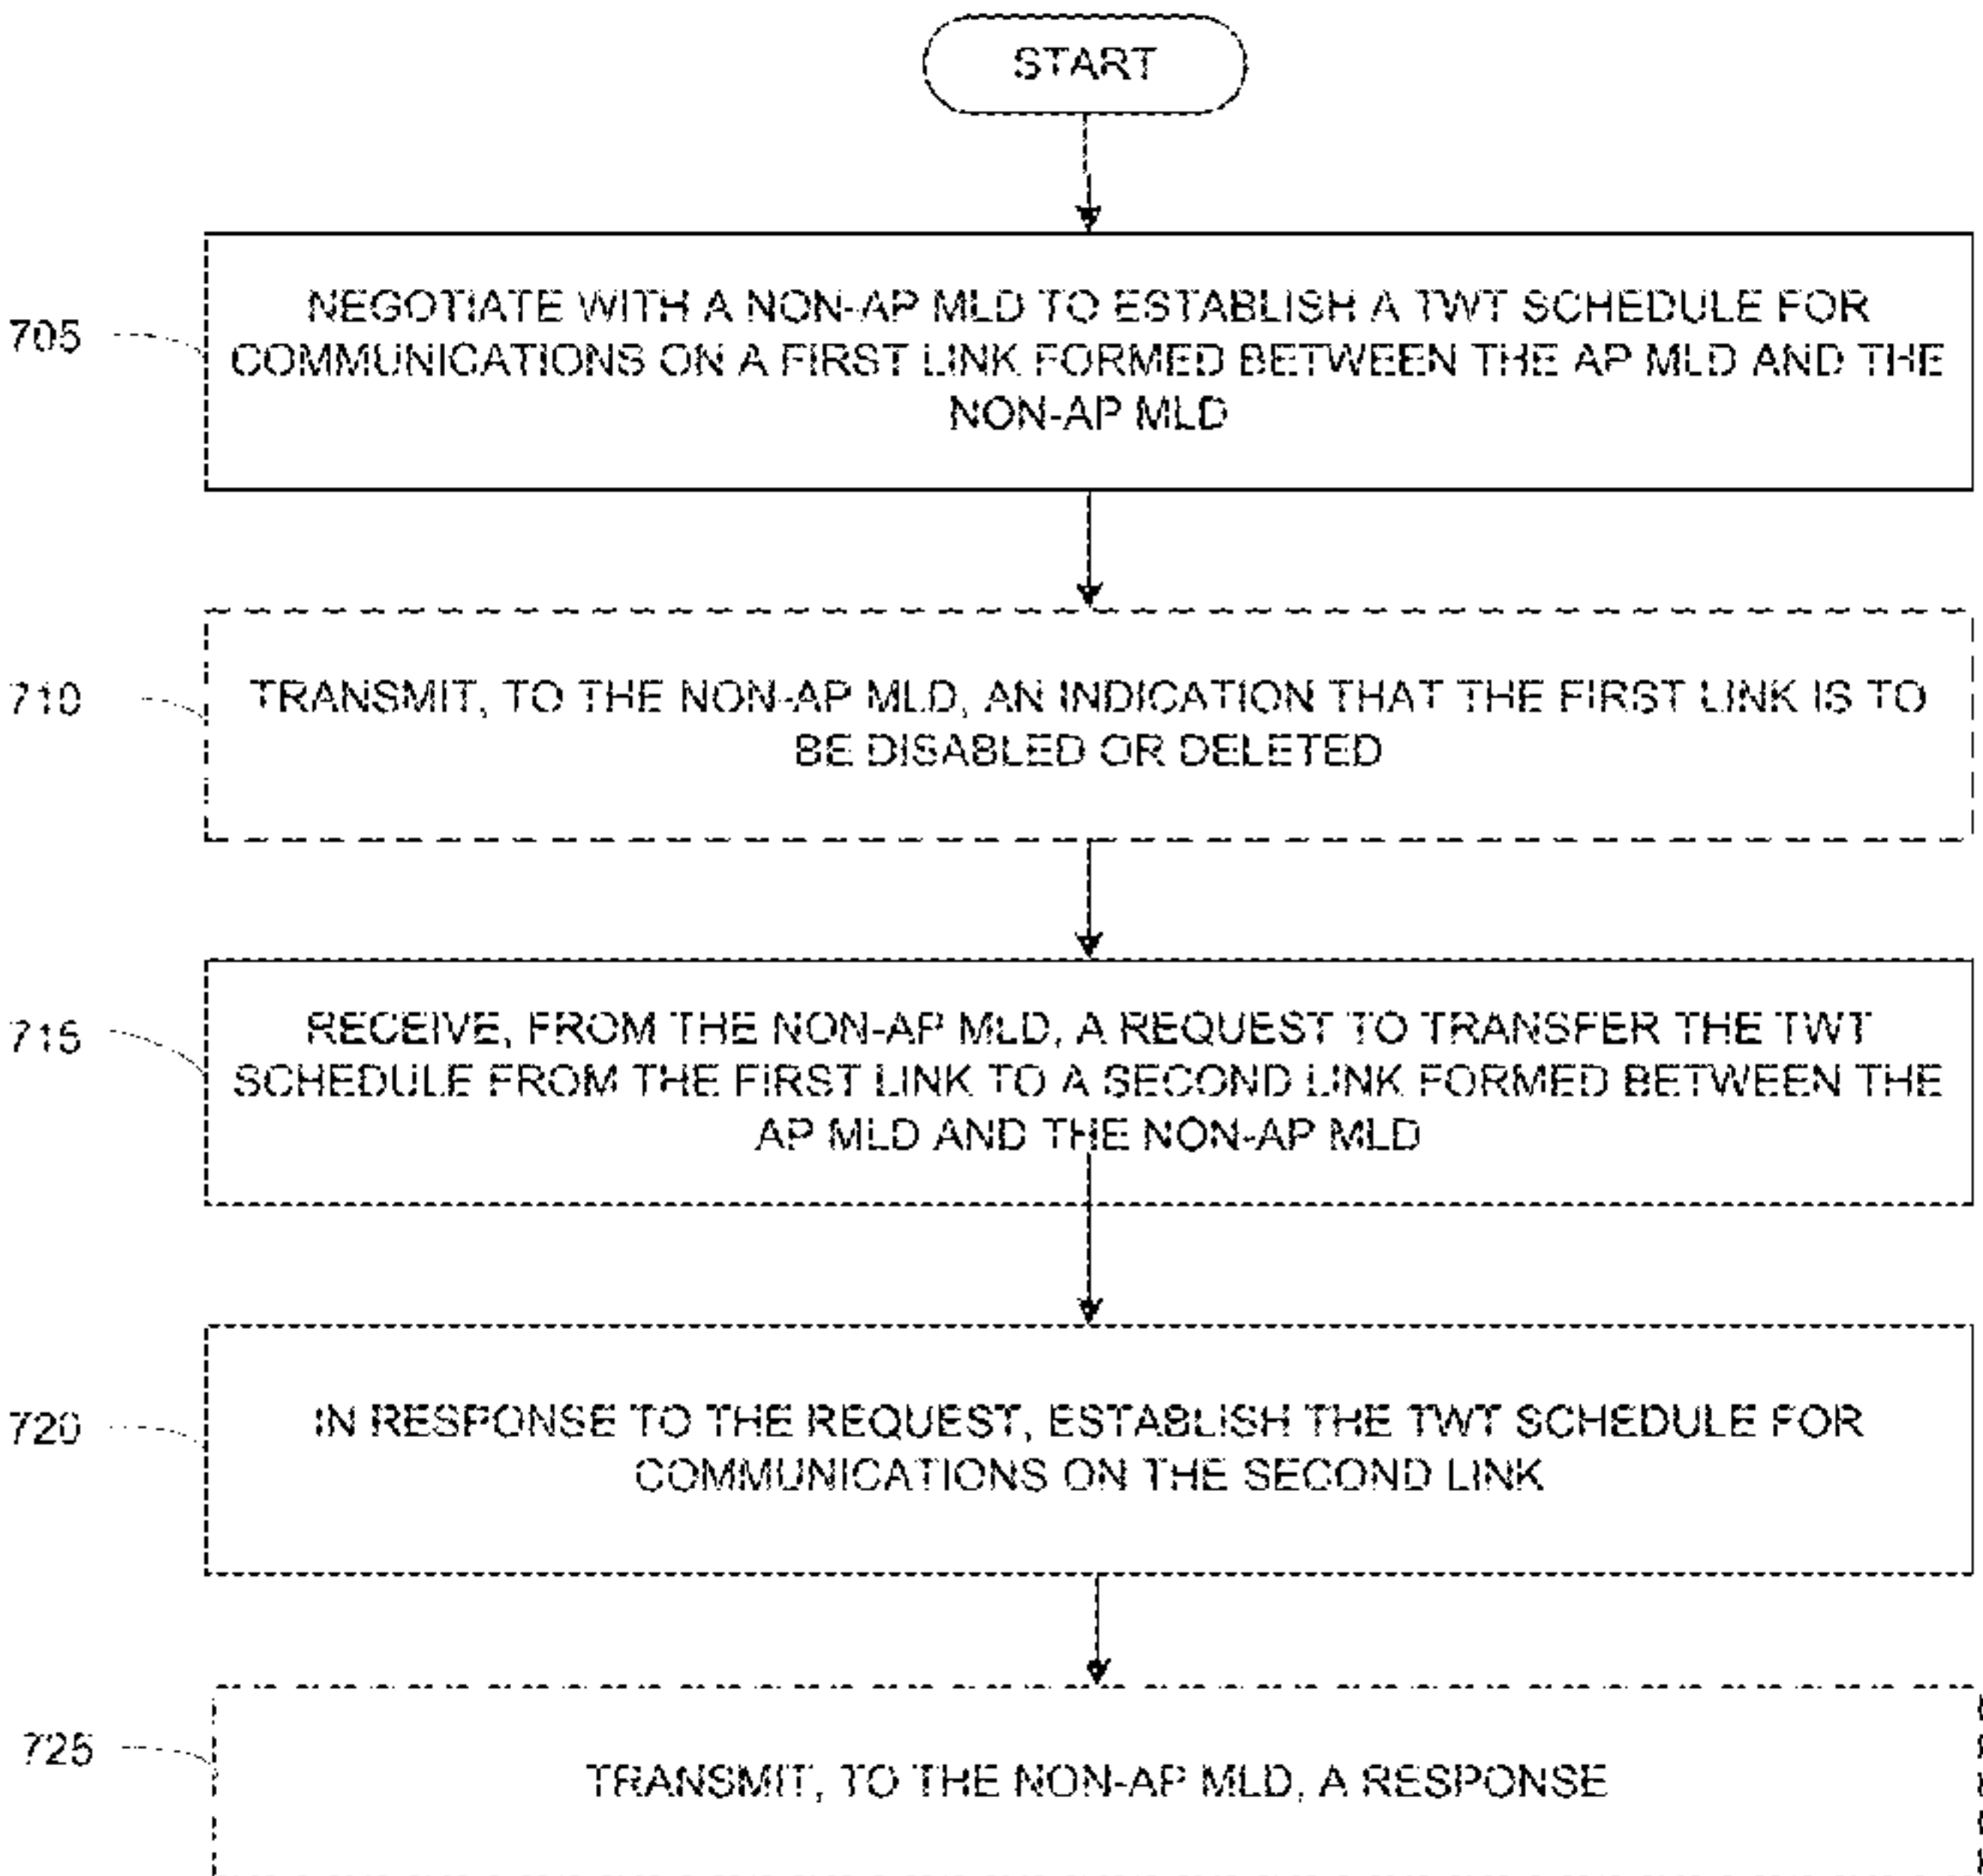 START
705
NEGOTIATE WITH A NON-AP MLD TO ESTABLISH A TWT SCHEDULE FOR
COMMUNICATIONS ON A FIRST LINK FORMED BETWEEN THE AP MLD AND THE
NON-AP MLD
710
TRANSMIT, TO THE NON-AP MLD, AN INDICATION THAT THE FIRST LINK IS TO
BE DISABLED OR DELETED
715
RECEIVE, FROM THE NON-AP MLD, A REQUEST TO TRANSFER THE TWT
SCHEDULE FROM THE FIRST LINK TO A SECOND LINK FORMED BETWEEN THE
AP MLD AND THE NON-AP MLD
720
IN RESPONSE TO THE REQUEST, ESTABLISH THE TWT SCHEDULE FOR
COMMUNICATIONS ON THE SECOND LINK
725
TRANSMIT, TO THE NON-AP MLD, A RESPONSE